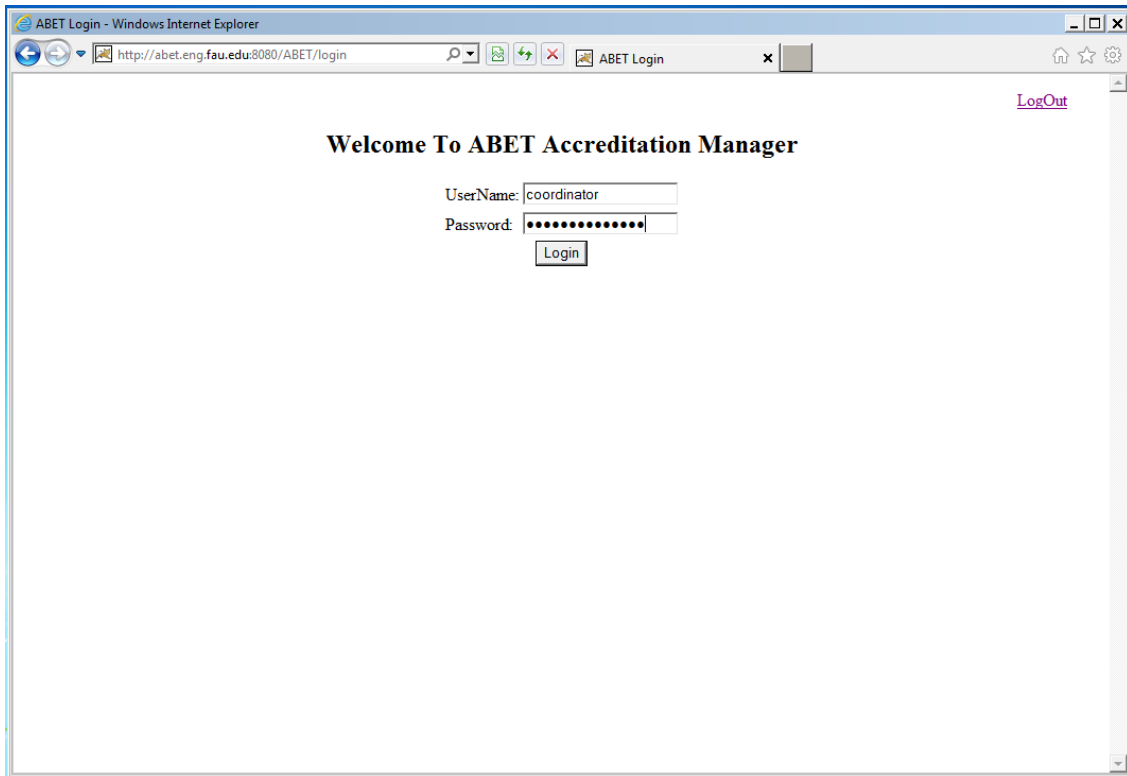 ABET Login - Windows Internet Explorer
http://abet.eng.fau.edu:8080/ABET/login
ABET Login
LogOut
Welcome To ABET Accreditation Manager
UserName: coordinator
Password: ••••••••••••••
Login